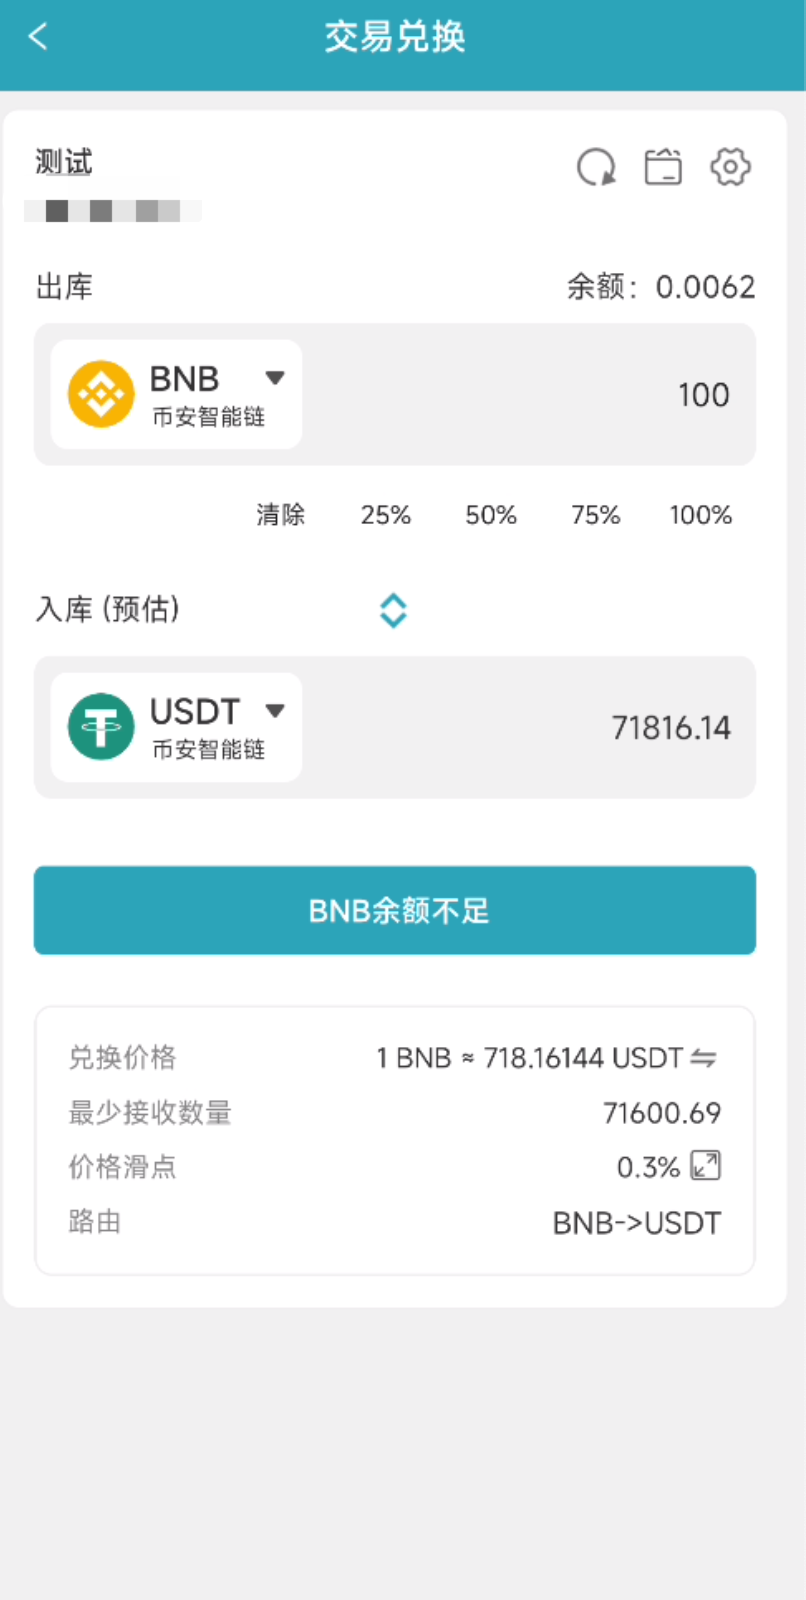 交易兑换
测试
出库 余额：0.0062
BNB
币安智能链
100
清除 25% 50% 75% 100%
入库 (预估)
USDT
币安智能链
71816.14
BNB余额不足
兑换价格 1 BNB ≈ 718.16144 USDT ⇋
最少接收数量 71600.69
价格滑点 0.3%
路由 BNB->USDT